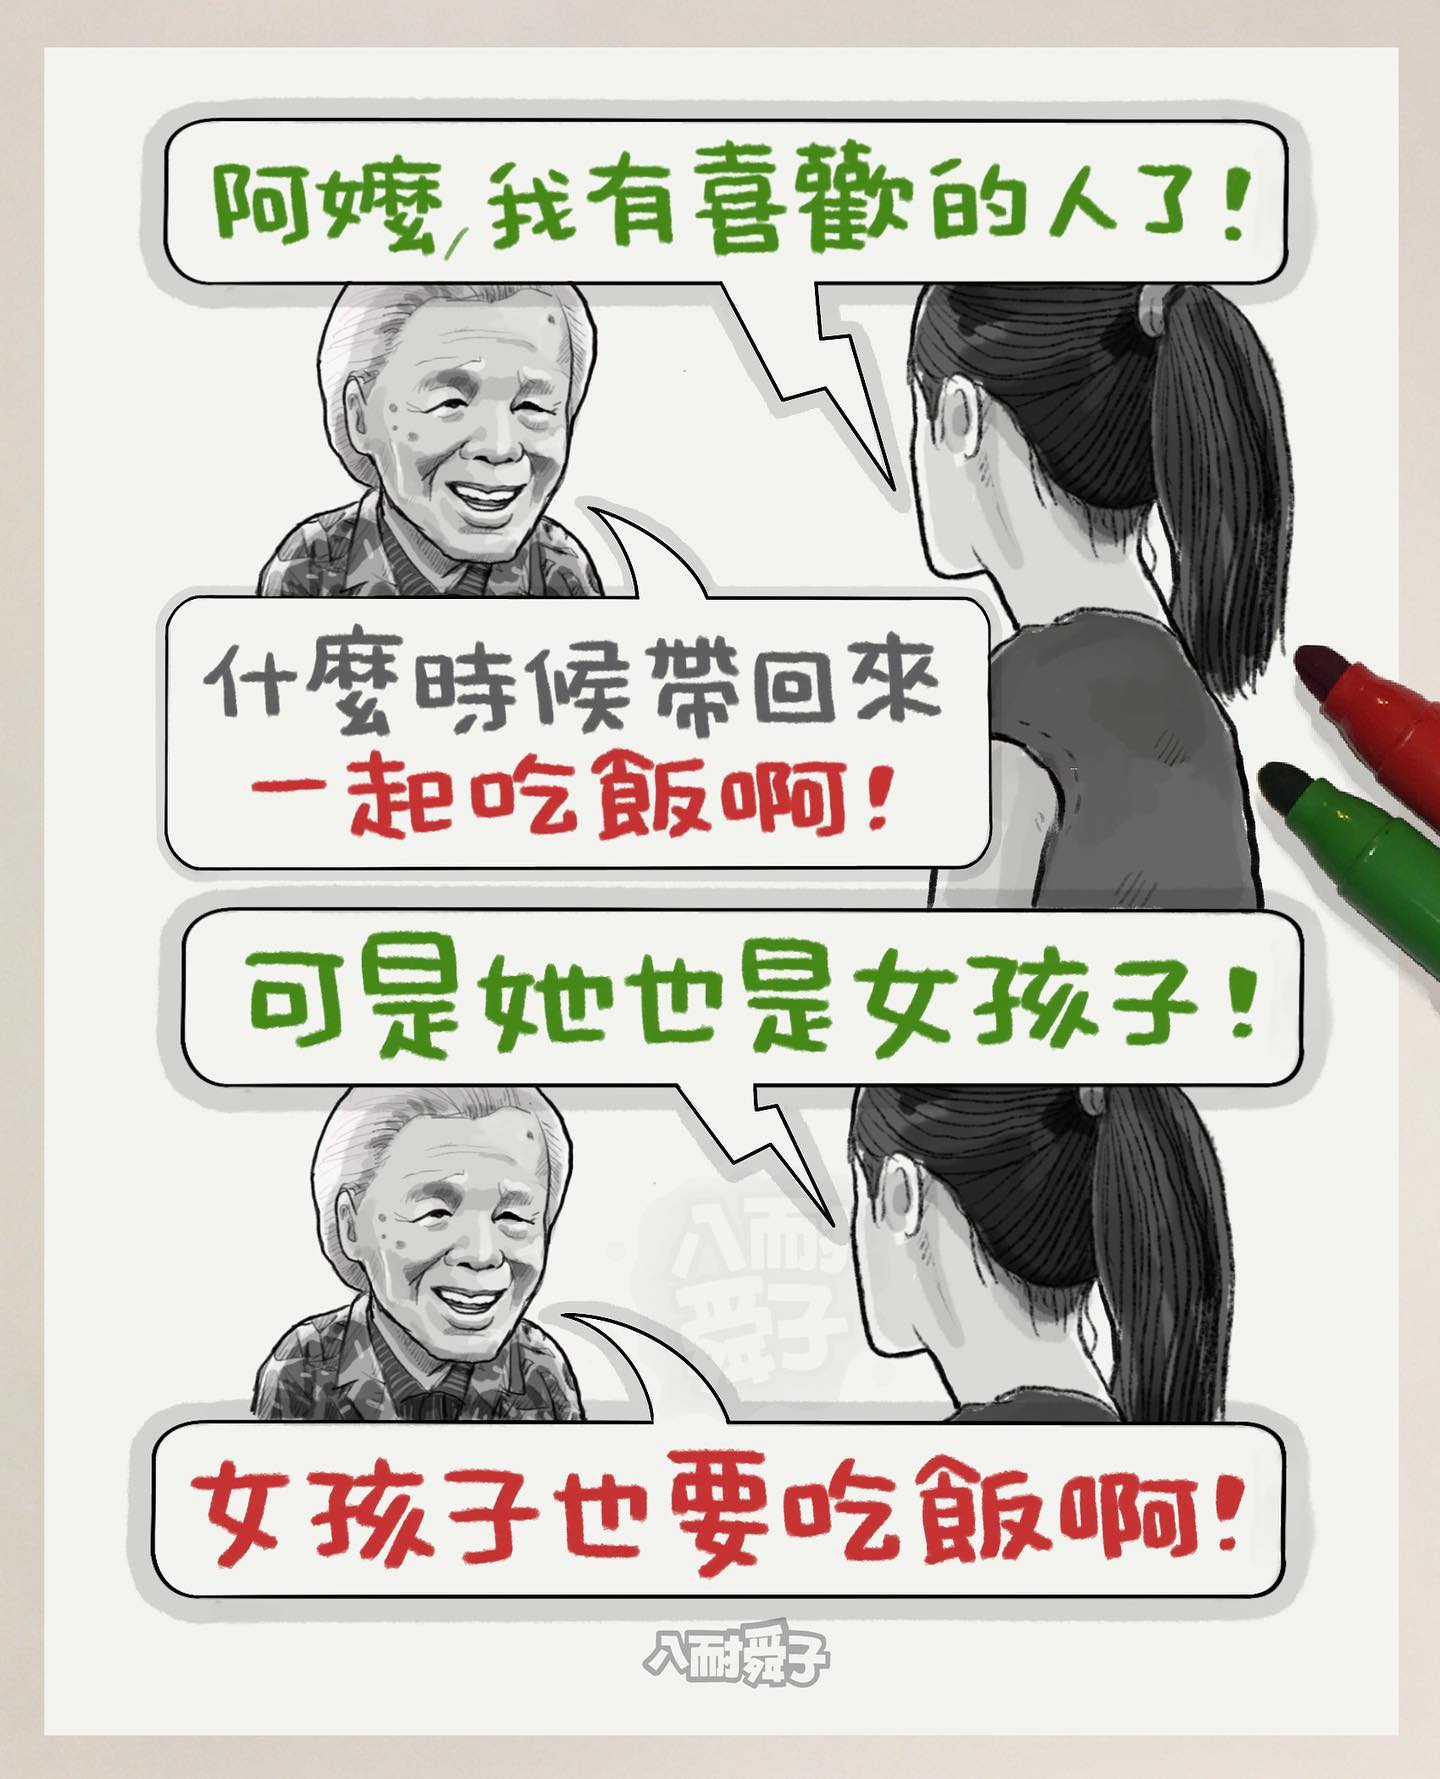 阿嬤,我有喜歡的人了!
什麼時候帶回來
一起吃飯啊!
可是她也是女孩子!
八耐
舜子
女孩子也要吃飯啊!
八耐舜子